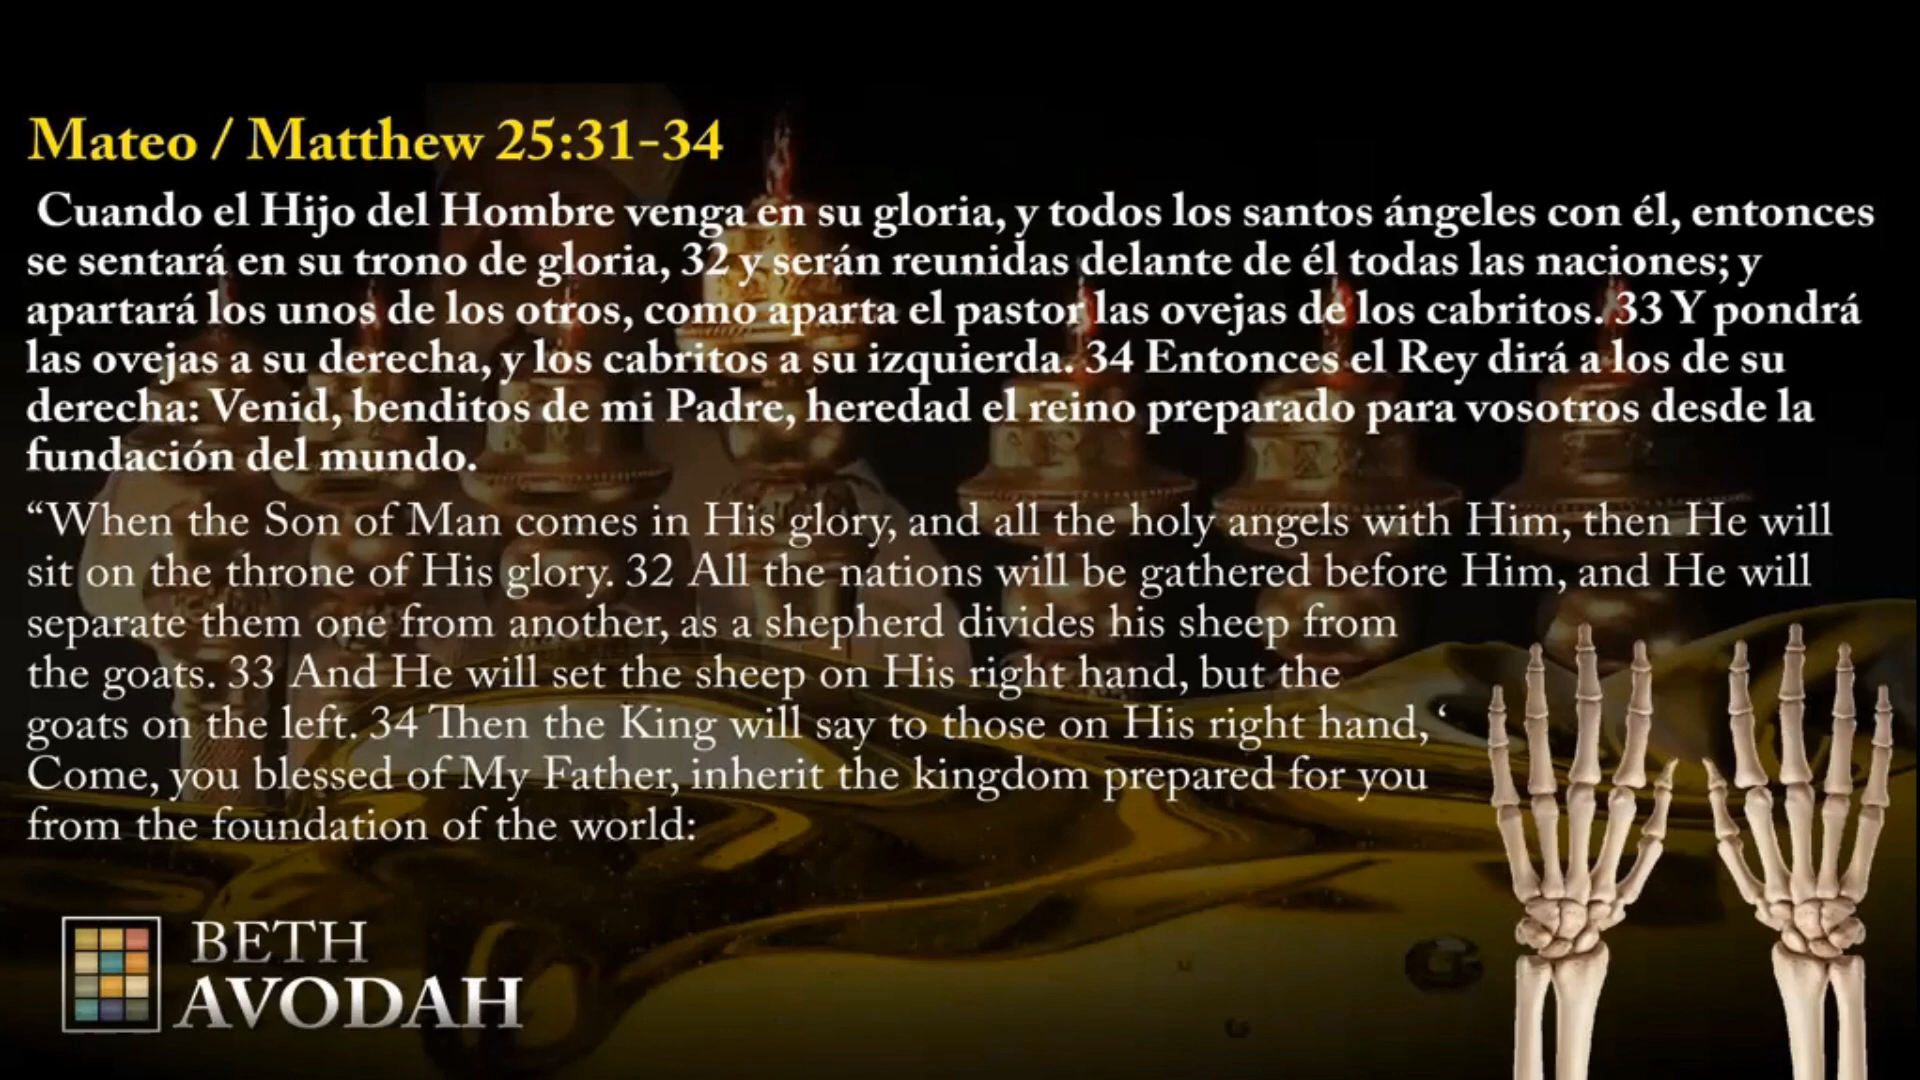 Mateo / Matthew 25:31-34
Cuando el Hijo del Hombre venga en su gloria, y todos los santos ángeles con él, entonces
se sentará en su trono de gloria, 32 y serán reunidas delante de él todas las naciones; y
apartará los unos de los otros, como aparta el pastor las ovejas de los cabritos. 33 Y pondrá
las ovejas a su derecha, y los cabritos a su izquierda. 34 Entonces el Rey dirá a los de su
derecha: Venid, benditos de mi Padre, heredad el reino preparado para vosotros desde la
fundación del mundo.
“When the Son of Man comes in His glory, and all the holy angels with Him, then He will
sit on the throne of His glory. 32 All the nations will be gathered before Him, and He will
separate them one from another, as a shepherd divides his sheep from
the goats. 33 And He will set the sheep on His right hand, but the
goats on the left. 34 Then the King will say to those on His right hand, ‘
Come, you blessed of My Father, inherit the kingdom prepared for you
from the foundation of the world:
BETH
AVODAH